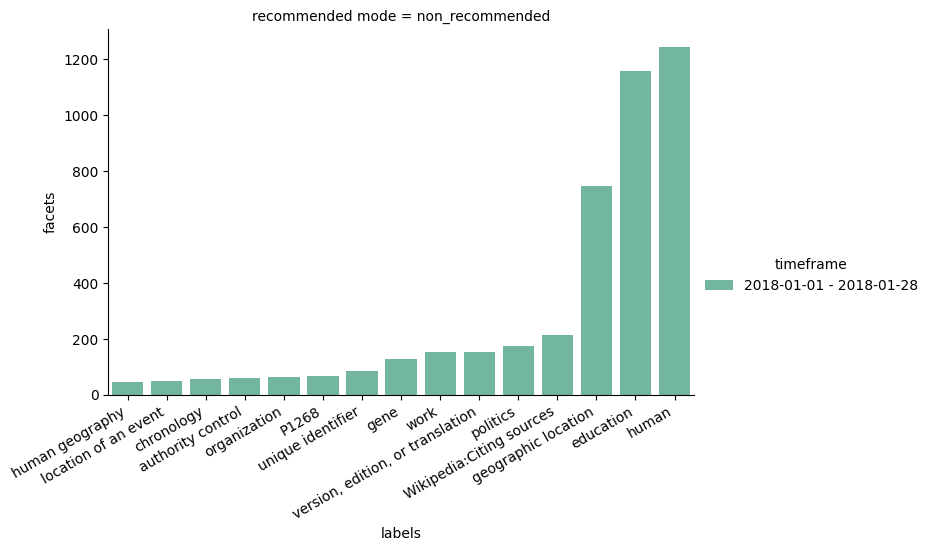 recommended mode = non_recommended
1200
1000
800
600
400
200
0
facets
human geography
location of an event
chronology
authority control
organization
P1268
unique identifier
gene
work
version, edition, or translation
politics
Wikipedia:Citing sources
geographic location
education
human
labels
timeframe
2018-01-01 - 2018-01-28